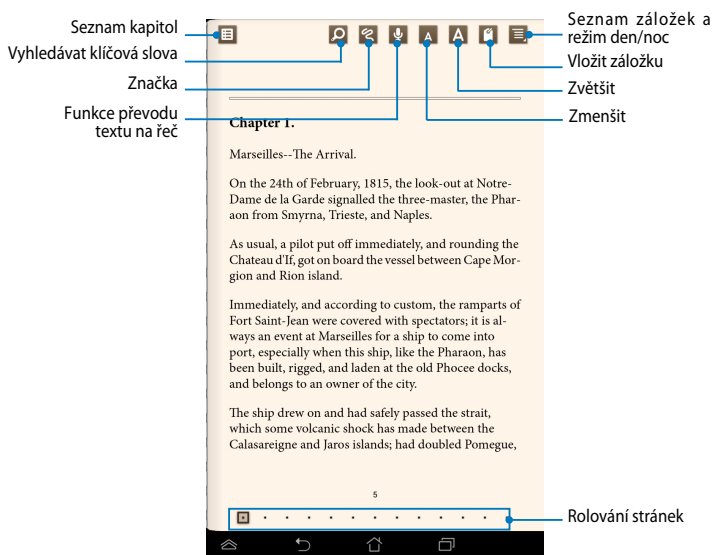 Seznam kapitol
Vyhledávat klíčová slova
Značka
Funkce převodu
textu na řeč
Seznam záložek a
režim den/noc
Vložit záložku
Zvětšit
Zmenšit
A
A
Chapter 1.
Marseilles--The Arrival.
On the 24th of February, 1815, the look-out at Notre-
Dame de la Garde signalled the three-master, the Phar-
aon from Smyrna, Trieste, and Naples.
As usual, a pilot put off immediately, and rounding the
Chateau d'If, got on board the vessel between Cape Mor-
gion and Rion island.
Immediately, and according to custom, the ramparts of
Fort Saint-Jean were covered with spectators; it is al-
ways an event at Marseilles for a ship to come into
port, especially when this ship, like the Pharaon, has
been built, rigged, and laden at the old Phocee docks,
and belongs to an owner of the city.
The ship drew on and had safely passed the strait,
which some volcanic shock has made between the
Calasareigne and Jaros islands; had doubled Pomegue,
5
Rolování stránek